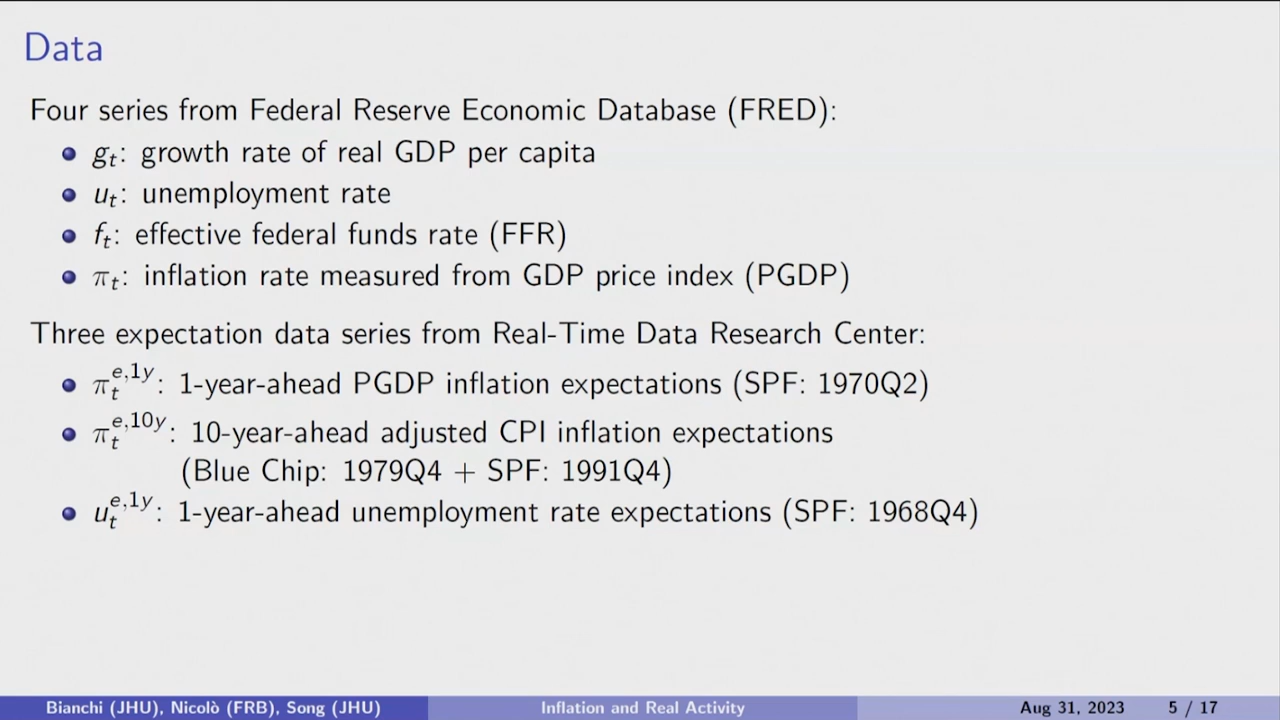 Data
Four series from Federal Reserve Economic Database (FRED):
g_t: growth rate of real GDP per capita
u_t: unemployment rate
f_t: effective federal funds rate (FFR)
π_t: inflation rate measured from GDP price index (PGDP)
Three expectation data series from Real-Time Data Research Center:
π_t^{e,1y}: 1-year-ahead PGDP inflation expectations (SPF: 1970Q2)
π_t^{e,10y}: 10-year-ahead adjusted CPI inflation expectations
(Blue Chip: 1979Q4 + SPF: 1991Q4)
u_t^{e,1y}: 1-year-ahead unemployment rate expectations (SPF: 1968Q4)
Bianchi (JHU), Nicolò (FRB), Song (JHU) Inflation and Real Activity Aug 31, 2023 5 / 17